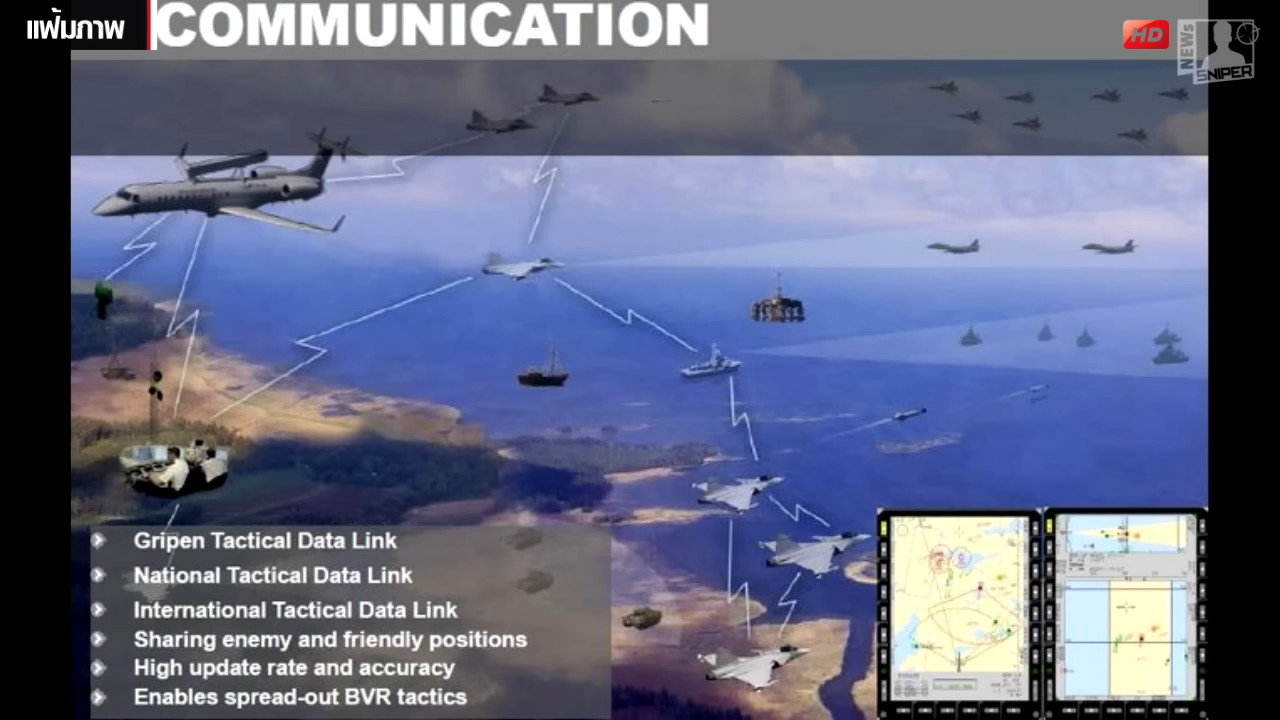 แฟ้มภาพ
COMMUNICATION
HD
NEWS
SNIPER
Gripen Tactical Data Link
National Tactical Data Link
International Tactical Data Link
Sharing enemy and friendly positions
High update rate and accuracy
Enables spread-out BVR tactics